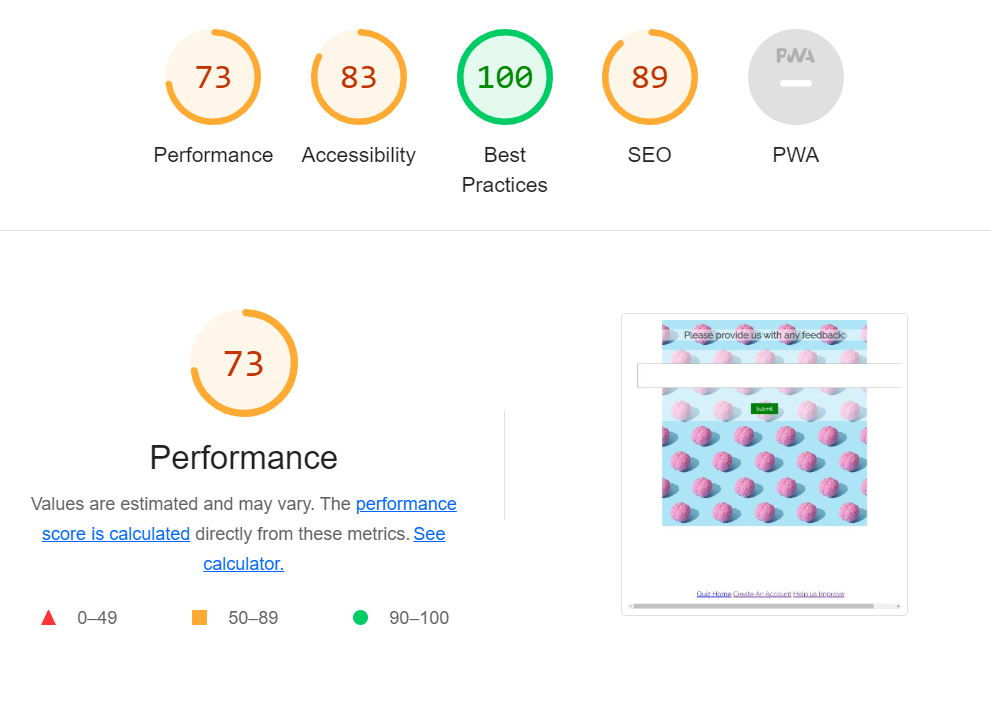 73
83
100
89
PWA
Performance
Accessibility
Best
Practices
SEO
PWA
73
Performance
Values are estimated and may vary. The performance
score is calculated directly from these metrics. See
calculator.
0–49
50–89
90–100
Please provide us with any feedback:
Submit
Quiz Home Create An Account Help us Improve